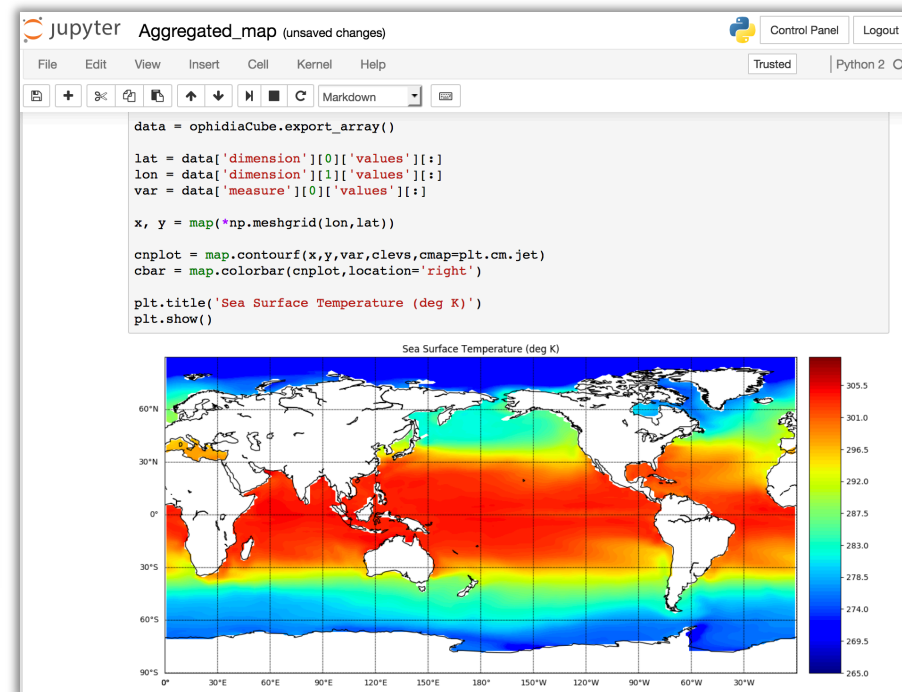 jupyter Aggregated_map (unsaved changes) Control Panel Logout
File Edit View Insert Cell Kernel Help Trusted Python 2
Markdown
data = ophidiaCube.export_array()
lat = data['dimension'][0]['values'][:]
lon = data['dimension'][1]['values'][:]
var = data['measure'][0]['values'][:]
x, y = map(*np.meshgrid(lon,lat))
cnplot = map.contourf(x,y,var,clevs,cmap=plt.cm.jet)
cbar = map.colorbar(cnplot,location='right')
plt.title('Sea Surface Temperature (deg K)')
plt.show()
Sea Surface Temperature (deg K)
60°N
30°N
0°
30°S
60°S
90°S
0° 30°E 60°E 90°E 120°E 150°E 180° 150°W 120°W 90°W 60°W 30°W
305.5
301.0
296.5
292.0
287.5
283.0
278.5
274.0
269.5
265.0